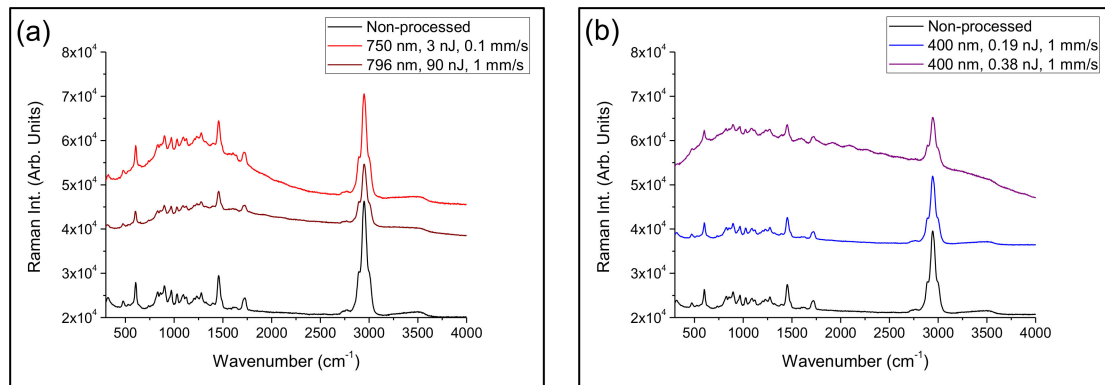 (a)
Non-processed
750 nm, 3 nJ, 0.1 mm/s
796 nm, 90 nJ, 1 mm/s
8x10⁴
7x10⁴
6x10⁴
5x10⁴
4x10⁴
3x10⁴
2x10⁴
Raman Int. (Arb. Units)
500 1000 1500 2000 2500 3000 3500 4000
Wavenumber (cm⁻¹)
(b)
Non-processed
400 nm, 0.19 nJ, 1 mm/s
400 nm, 0.38 nJ, 1 mm/s
8x10⁴
7x10⁴
6x10⁴
5x10⁴
4x10⁴
3x10⁴
2x10⁴
Raman Int. (Arb. Units)
500 1000 1500 2000 2500 3000 3500 4000
Wavenumber (cm⁻¹)